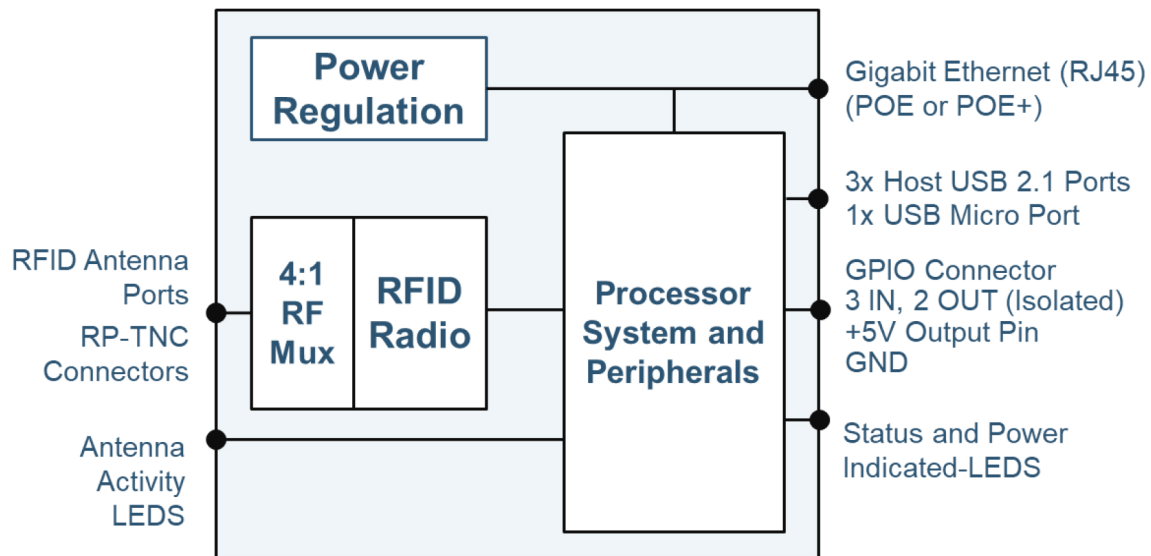 Power
Regulation
Gigabit Ethernet (RJ45)
(POE or POE+)
3x Host USB 2.1 Ports
1x USB Micro Port
RFID Antenna
Ports
RP-TNC
Connectors
4:1
RF
Mux
RFID
Radio
Processor
System and
Peripherals
GPIO Connector
3 IN, 2 OUT (Isolated)
+5V Output Pin
GND
Antenna
Activity
LEDS
Status and Power
Indicated-LEDS